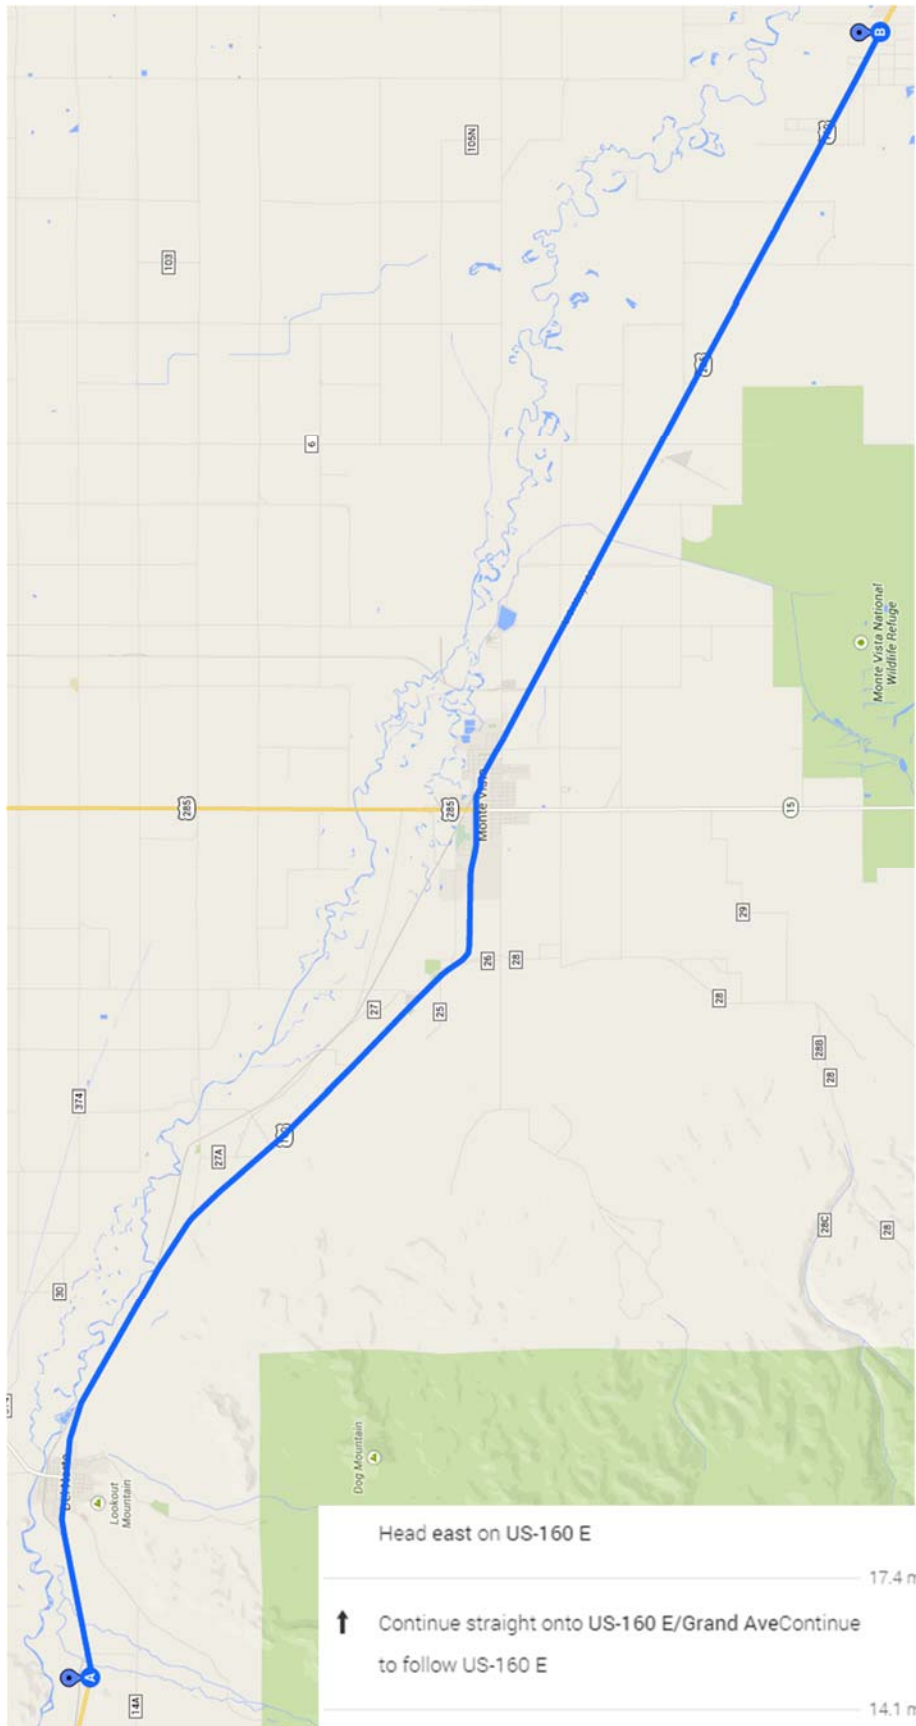 B
105N
103
6
Monte Vista National
Wildlife Refuge
285
285
Monte Vista
15
29
26
28
27
25
28
374
28B
28
27A
28C
28
30
Dog Mountain
Del Norte
Lookout
Mountain
A
14A
Head east on US-160 E
17.4 m
Continue straight onto US-160 E/Grand AveContinue
to follow US-160 E
14.1 m